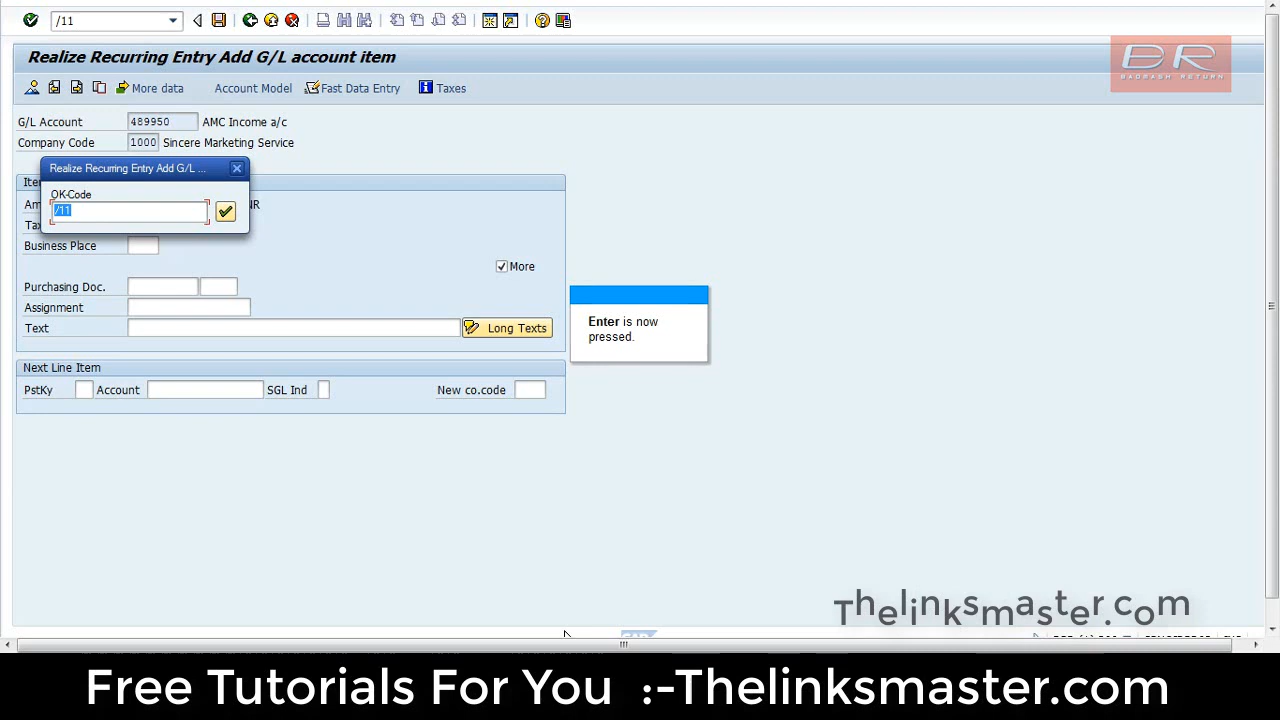 /11
Realize Recurring Entry Add G/L account item
BR
BADBASH RETURN
More data Account Model Fast Data Entry Taxes
G/L Account 489950 AMC Income a/c
Company Code 1000 Sincere Marketing Service
Realize Recurring Entry Add G/L ...
OK-Code
/11
Business Place
More
Purchasing Doc.
Assignment
Text Long Texts
Enter is now
pressed.
Next Line Item
PstKy Account SGL Ind New co.code
Thelinksmaster.com
Free Tutorials For You :-Thelinksmaster.com